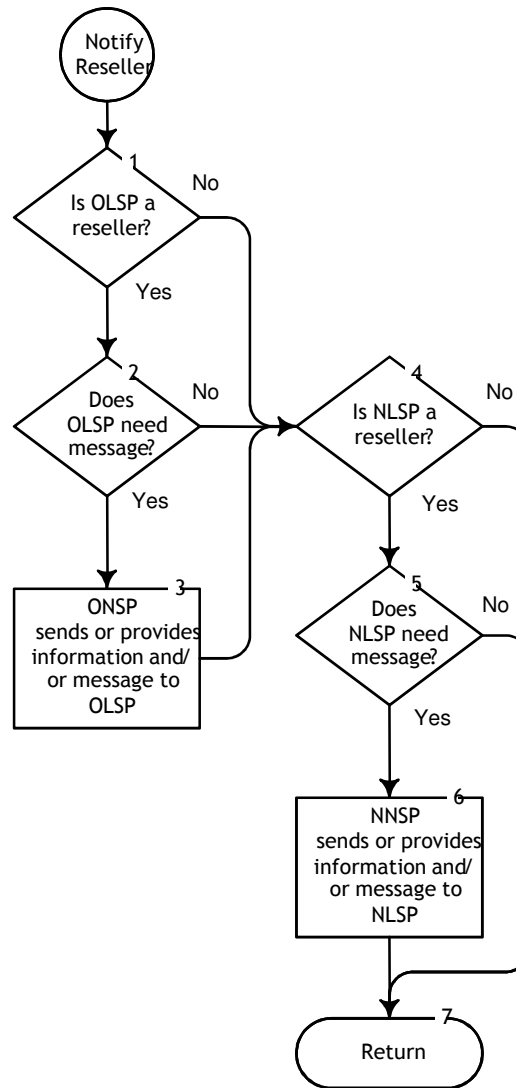 Notify
Reseller
1
Is OLSP a
reseller?
No
Yes
2
Does
OLSP need
message?
No
Yes
3
ONSP
sends or provides
information and/
or message to
OLSP
4
Is NLSP a
reseller?
No
Yes
5
Does
NLSP need
message?
No
Yes
6
NNSP
sends or provides
information and/
or message to
NLSP
7
Return